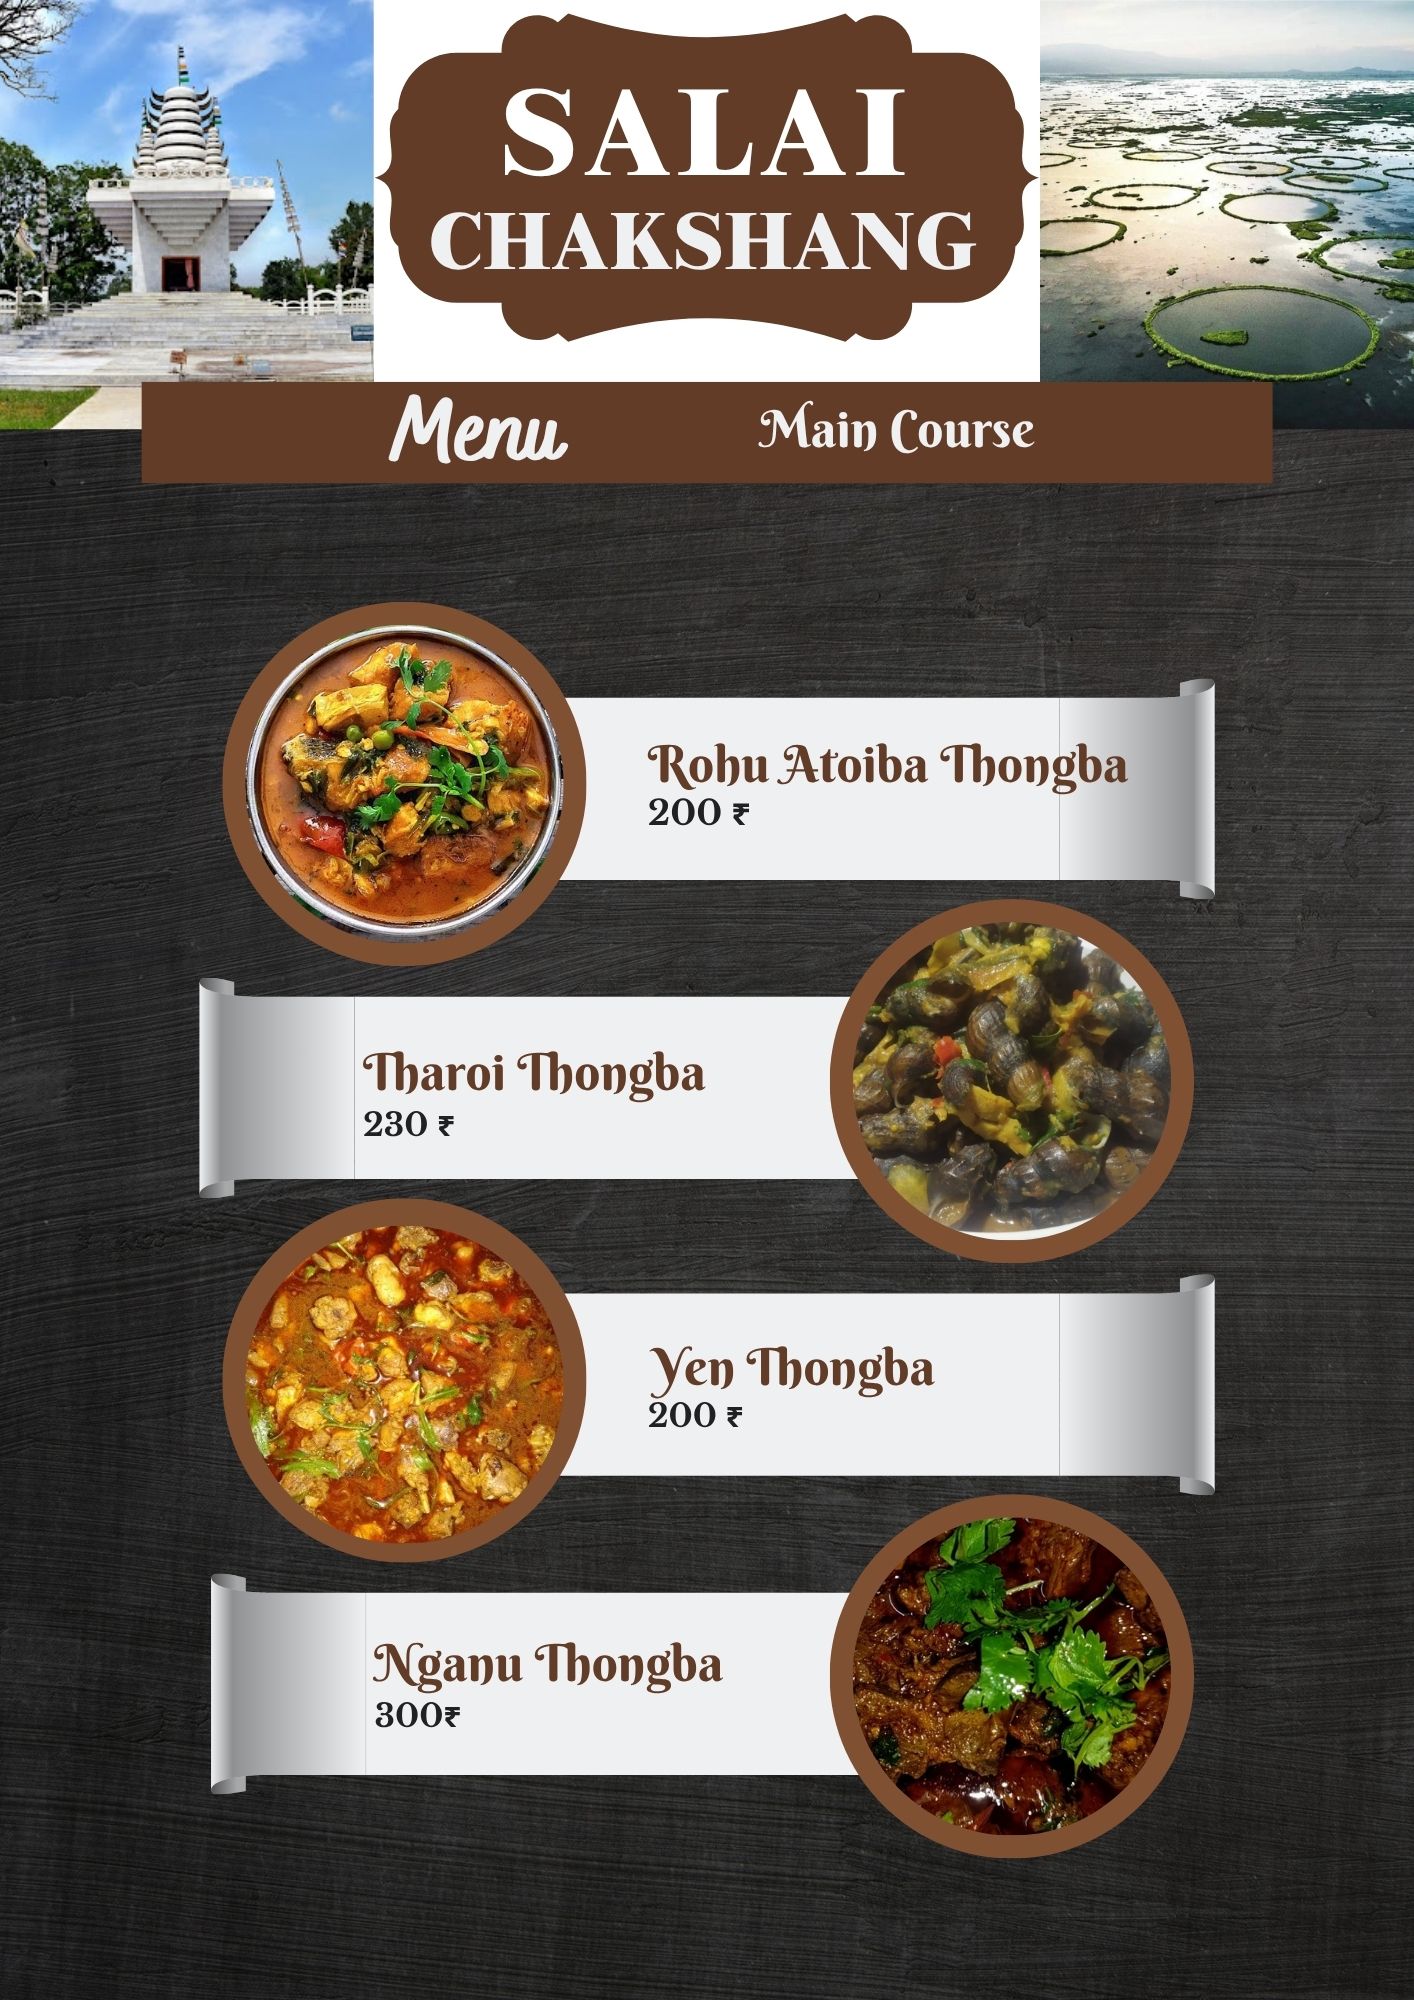 SALAI
CHAKSHANG
Menu
Main Course
Rohu Atoiba Thongba
200 ₹
Tharoi Thongba
230 ₹
Yen Thongba
200 ₹
Nganu Thongba
300₹